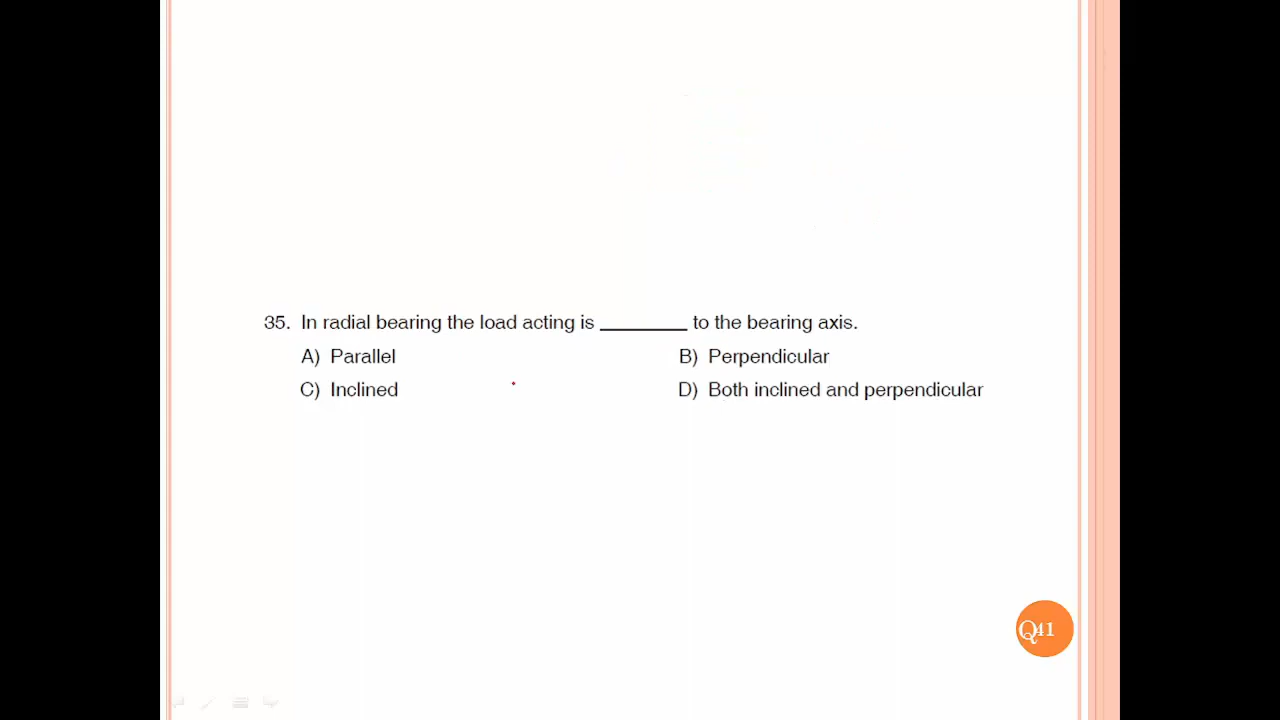 35. In radial bearing the load acting is ________ to the bearing axis.
A) Parallel B) Perpendicular
C) Inclined D) Both inclined and perpendicular
Q41